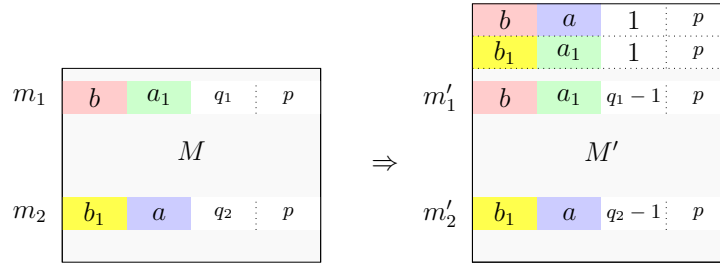 b a 1 p
b₁ a₁ 1 p
m₁ b a₁ q₁ p m′₁ b a₁ q₁ − 1 p
M ⇒ M′
m₂ b₁ a q₂ p m′₂ b₁ a q₂ − 1 p